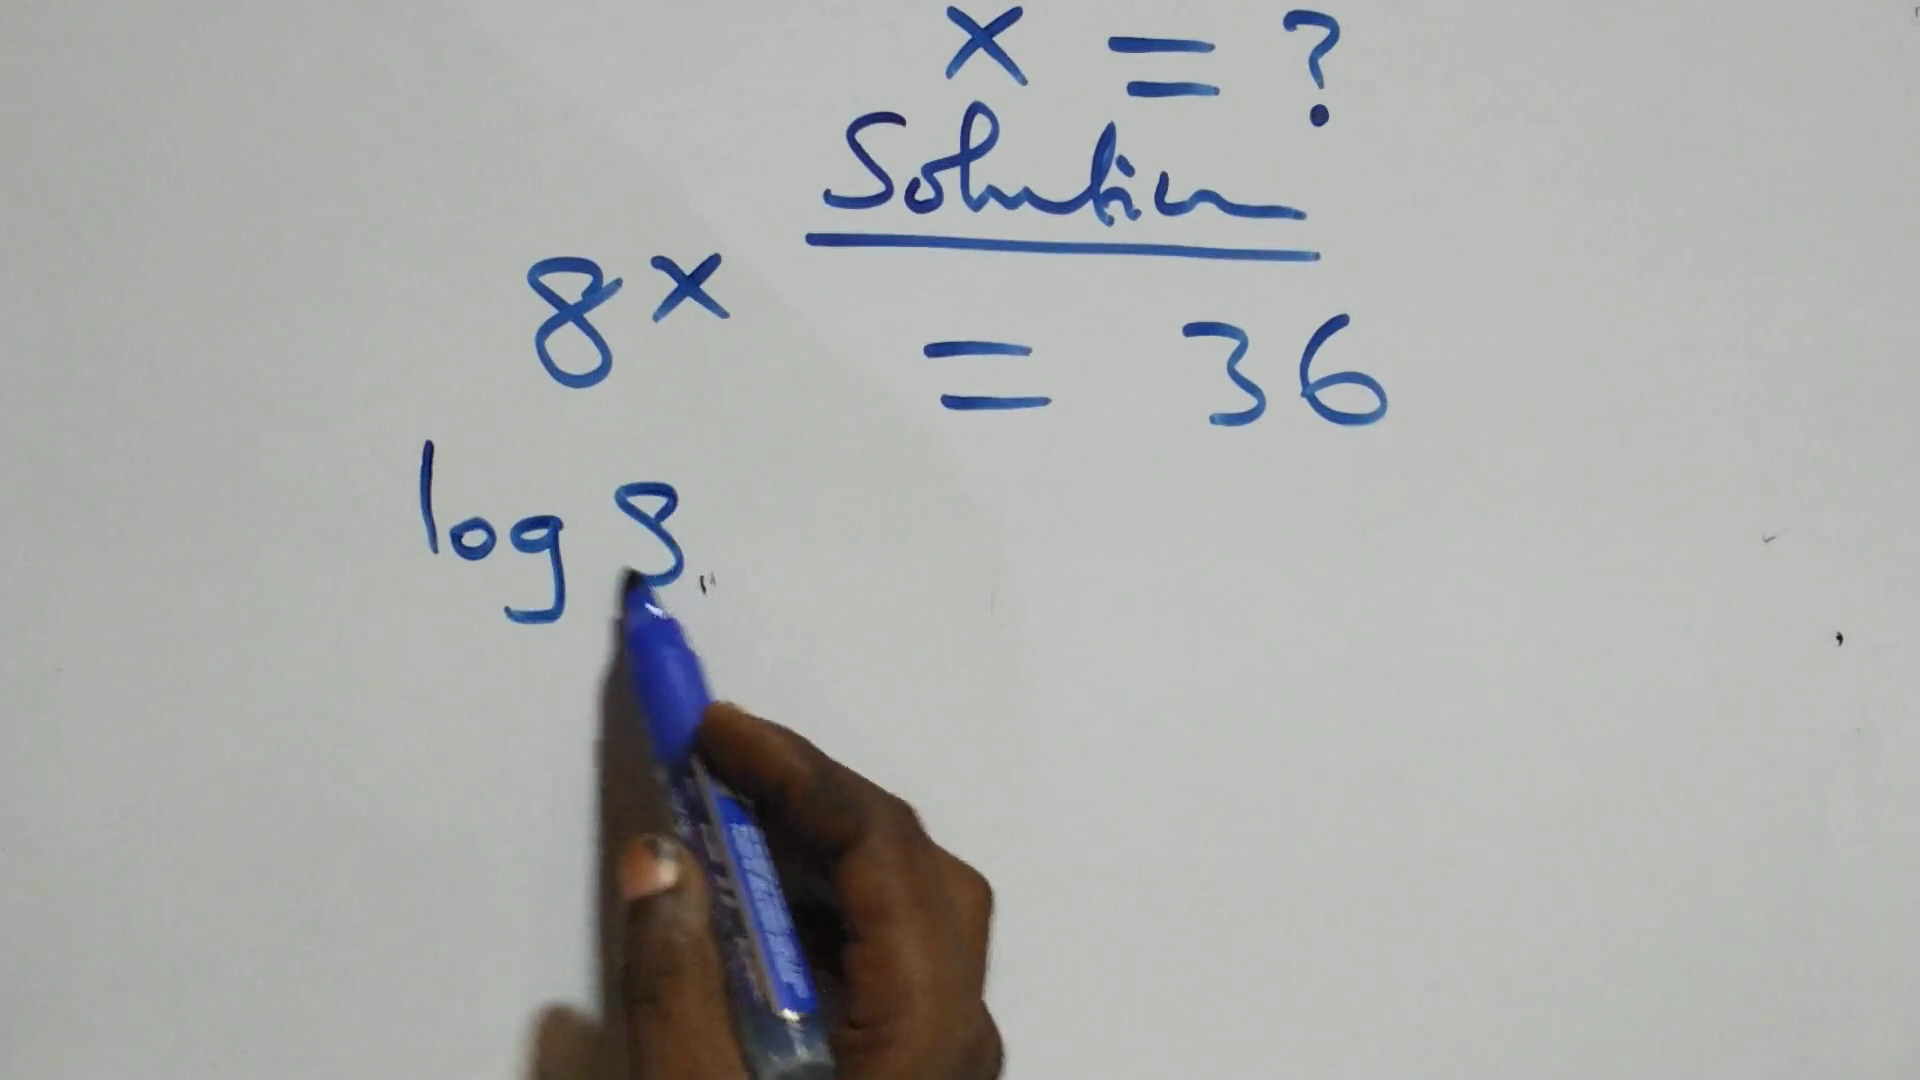 x = ?
Solution
8^x = 36
log 8